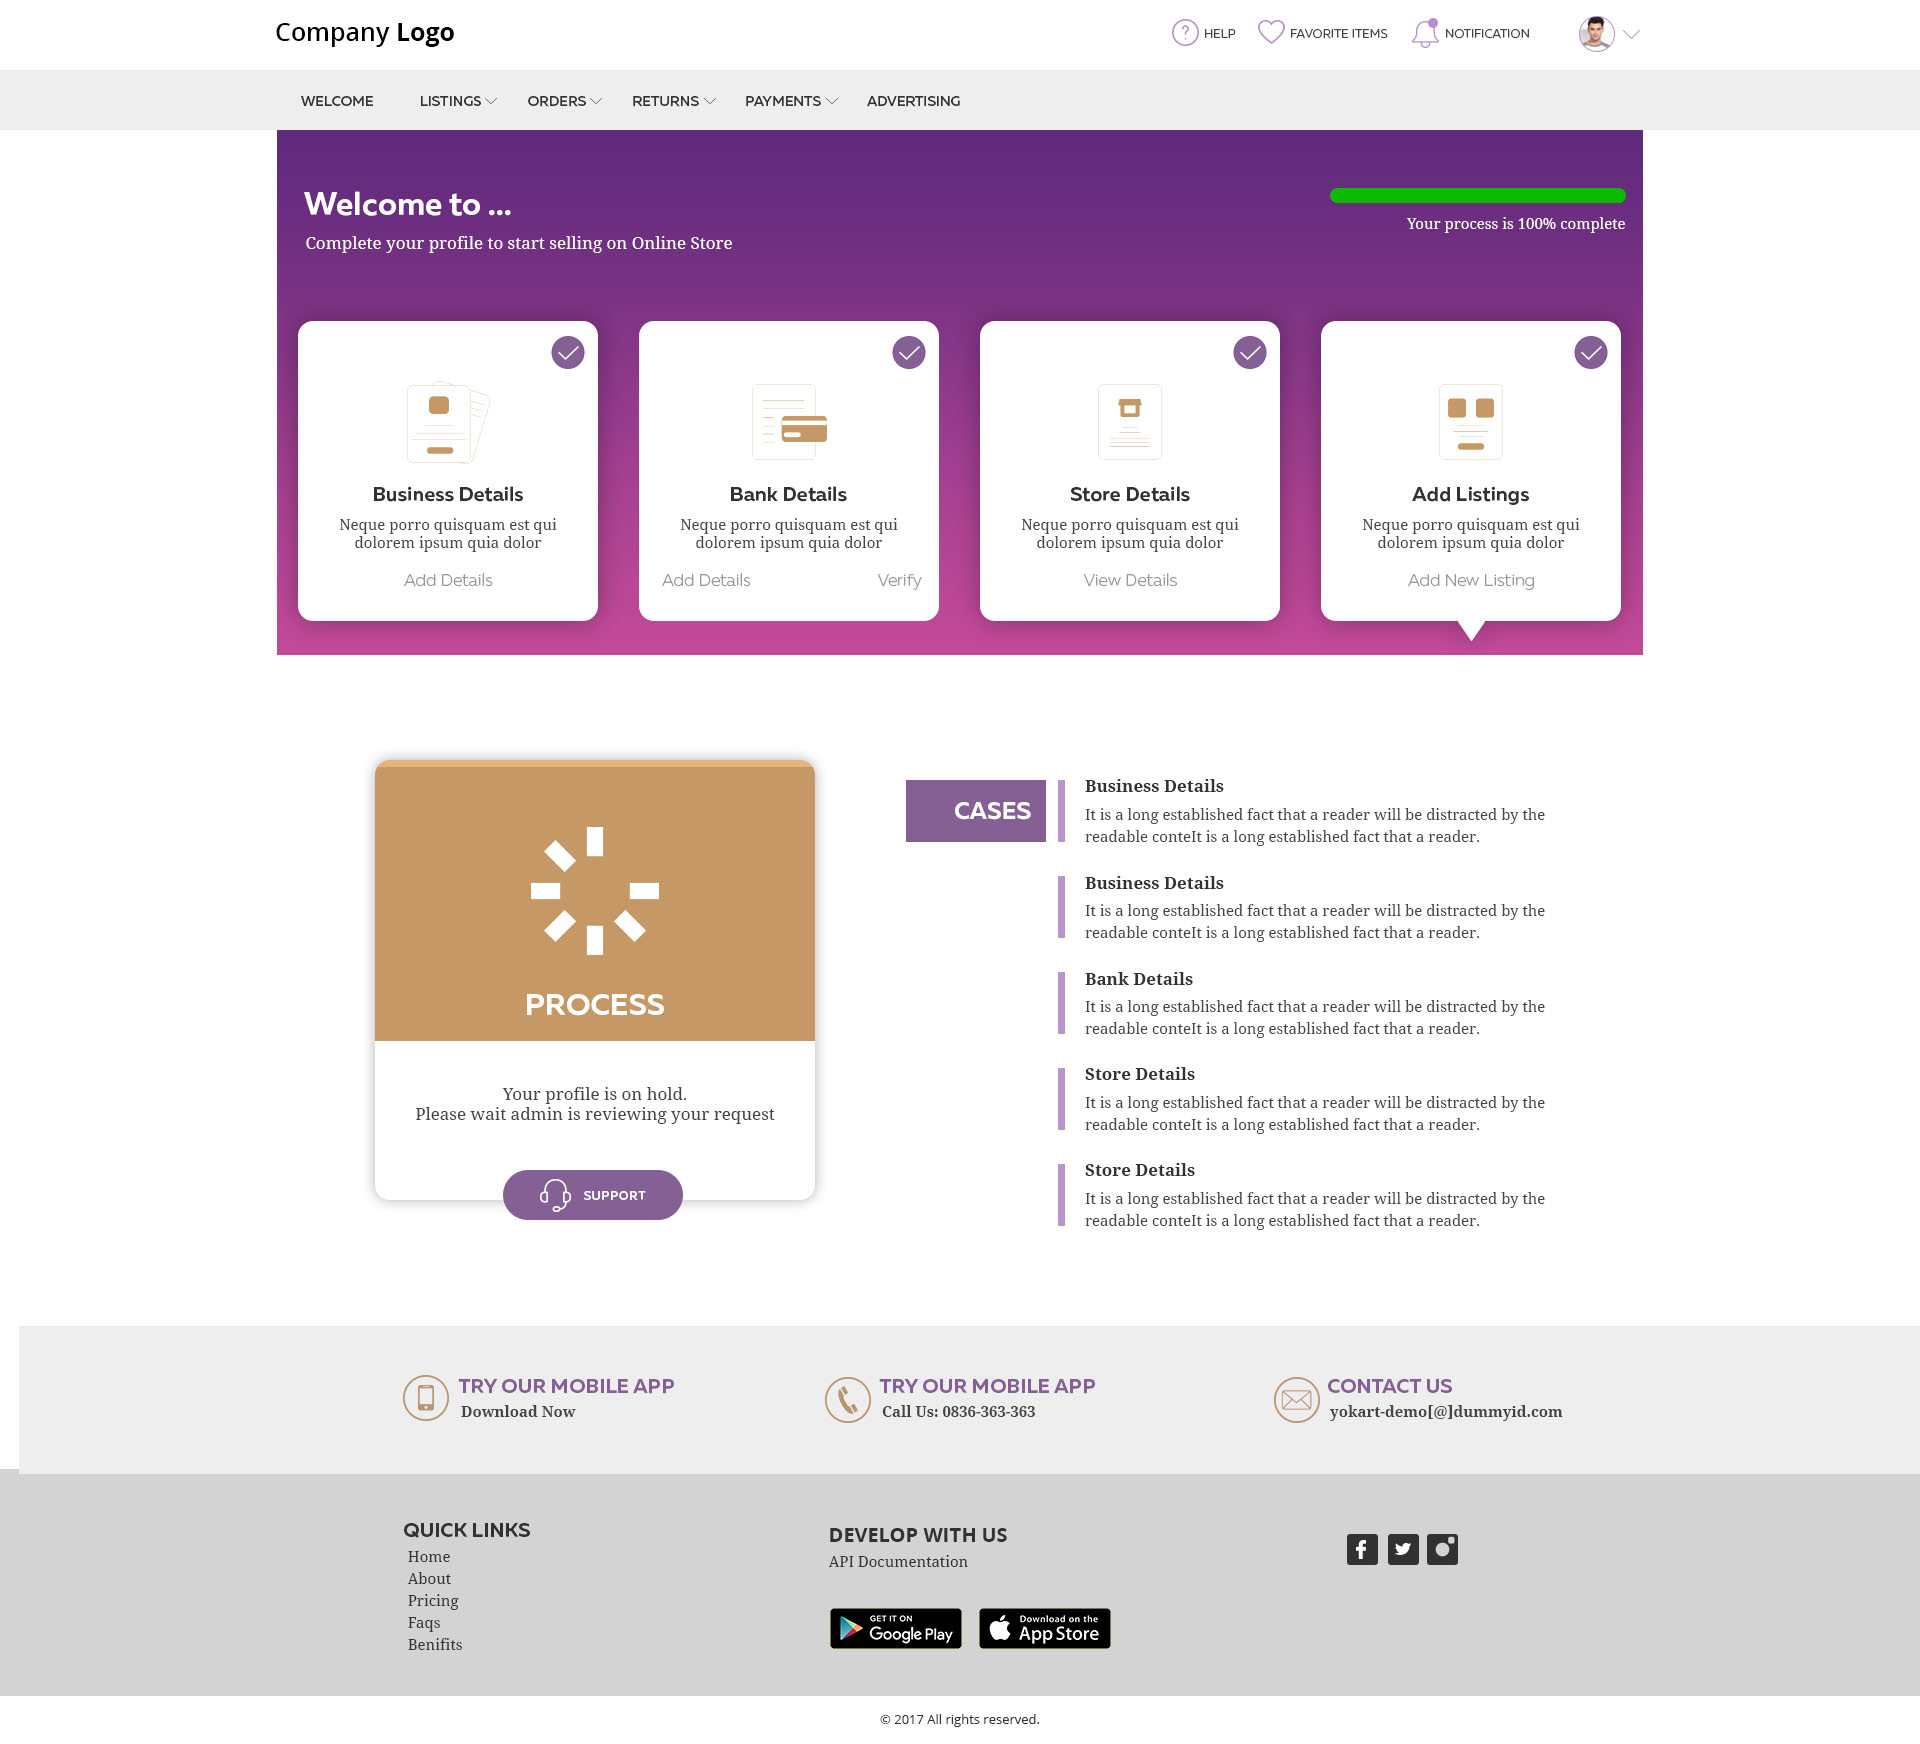 Company Logo
HELP
FAVORITE ITEMS
NOTIFICATION
WELCOME
LISTINGS
ORDERS
RETURNS
PAYMENTS
ADVERTISING
Welcome to ...
Complete your profile to start selling on Online Store
Your process is 100% complete
Business Details
Neque porro quisquam est qui
dolorem ipsum quia dolor
Add Details
Bank Details
Neque porro quisquam est qui
dolorem ipsum quia dolor
Add Details
Verify
Store Details
Neque porro quisquam est qui
dolorem ipsum quia dolor
View Details
Add Listings
Neque porro quisquam est qui
dolorem ipsum quia dolor
Add New Listing
PROCESS
Your profile is on hold.
Please wait admin is reviewing your request
SUPPORT
CASES
Business Details
It is a long established fact that a reader will be distracted by the
readable conteIt is a long established fact that a reader.
Business Details
It is a long established fact that a reader will be distracted by the
readable conteIt is a long established fact that a reader.
Bank Details
It is a long established fact that a reader will be distracted by the
readable conteIt is a long established fact that a reader.
Store Details
It is a long established fact that a reader will be distracted by the
readable conteIt is a long established fact that a reader.
Store Details
It is a long established fact that a reader will be distracted by the
readable conteIt is a long established fact that a reader.
TRY OUR MOBILE APP
Download Now
TRY OUR MOBILE APP
Call Us: 0836-363-363
CONTACT US
yokart-demo[@]dummyid.com
QUICK LINKS
Home
About
Pricing
Faqs
Benifits
DEVELOP WITH US
API Documentation
GET IT ON
Google Play
Download on the
App Store
© 2017 All rights reserved.